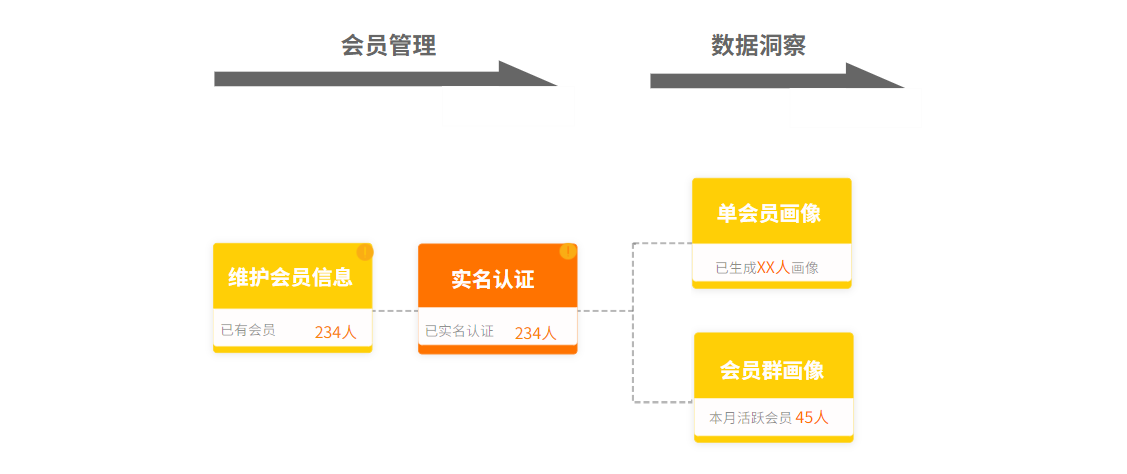 会员管理
数据洞察
单会员画像
已生成XX人画像
维护会员信息
已有会员 234人
实名认证
已实名认证 234人
会员群画像
本月活跃会员 45人